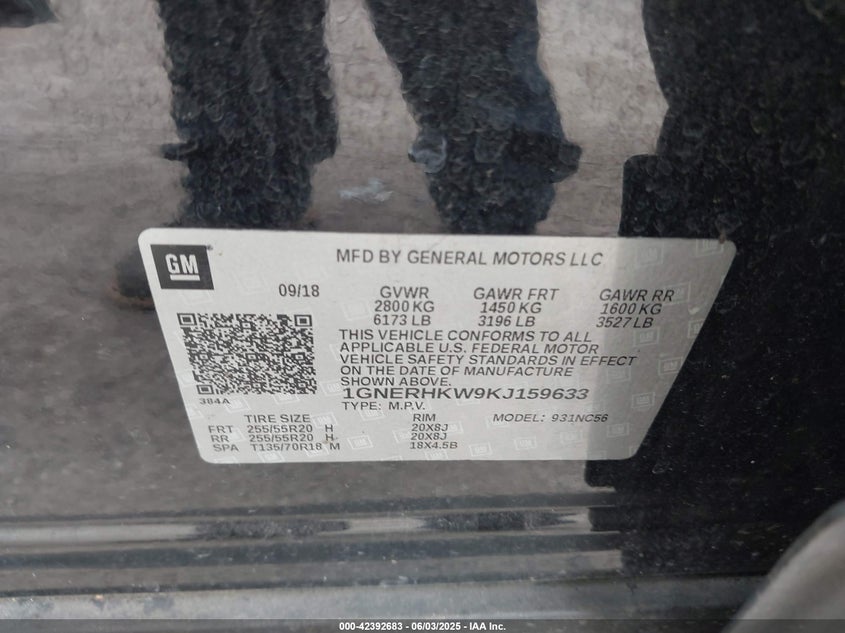 GM
MFD BY GENERAL MOTORS LLC
09/18 GVWR GAWR FRT GAWR RR
2800 KG 1450 KG 1600 KG
6173 LB 3196 LB 3527 LB
THIS VEHICLE CONFORMS TO ALL
APPLICABLE U.S. FEDERAL MOTOR
VEHICLE SAFETY STANDARDS IN EFFECT
ON THE DATE OF MANUFACTURE
SHOWN ABOVE.
384A
1GNERHKW9KJ159633
TYPE: M.P.V. MODEL: 931NC56
TIRE SIZE RIM
FRT 255/55R20 H 20X8J
RR 255/55R20 H 20X8J
SPA T135/70R18 M 18X4.5B
000-42392683 - 06/03/2025 - IAA Inc.